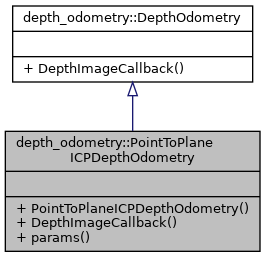 depth_odometry::DepthOdometry
+ DepthImageCallback()
depth_odometry::PointToPlane
ICPDepthOdometry
+ PointToPlaneICPDepthOdometry()
+ DepthImageCallback()
+ params()